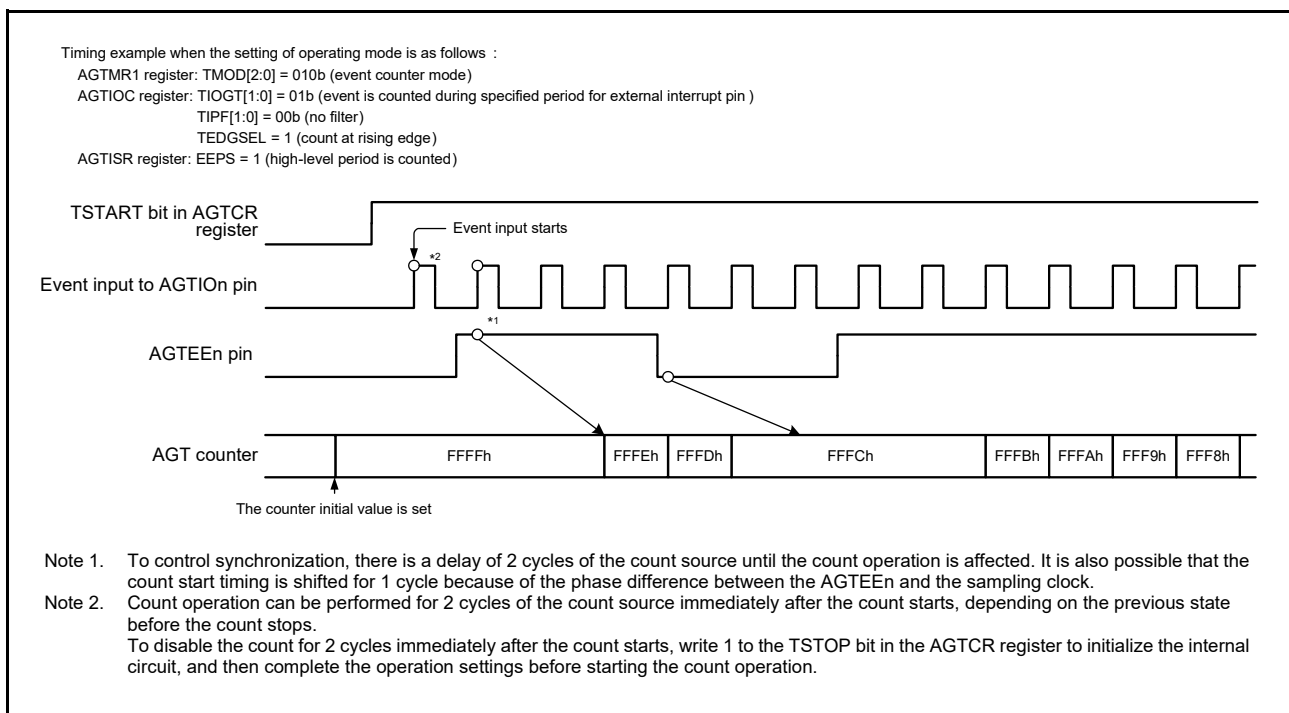 Timing example when the setting of operating mode is as follows :
AGTMR1 register: TMOD[2:0] = 010b (event counter mode)
AGTIOC register: TIOGT[1:0] = 01b (event is counted during specified period for external interrupt pin )
TIPF[1:0] = 00b (no filter)
TEDGSEL = 1 (count at rising edge)
AGTISR register: EEPS = 1 (high-level period is counted)
TSTART bit in AGTCR
register
Event input starts
*2
Event input to AGTIOn pin
*1
AGTEEn pin
AGT counter
FFFFh
FFFEh
FFFDh
FFFCh
FFFBh
FFFAh
FFF9h
FFF8h
The counter initial value is set
Note 1. To control synchronization, there is a delay of 2 cycles of the count source until the count operation is affected. It is also possible that the
count start timing is shifted for 1 cycle because of the phase difference between the AGTEEn and the sampling clock.
Note 2. Count operation can be performed for 2 cycles of the count source immediately after the count starts, depending on the previous state
before the count stops.
To disable the count for 2 cycles immediately after the count starts, write 1 to the TSTOP bit in the AGTCR register to initialize the internal
circuit, and then complete the operation settings before starting the count operation.